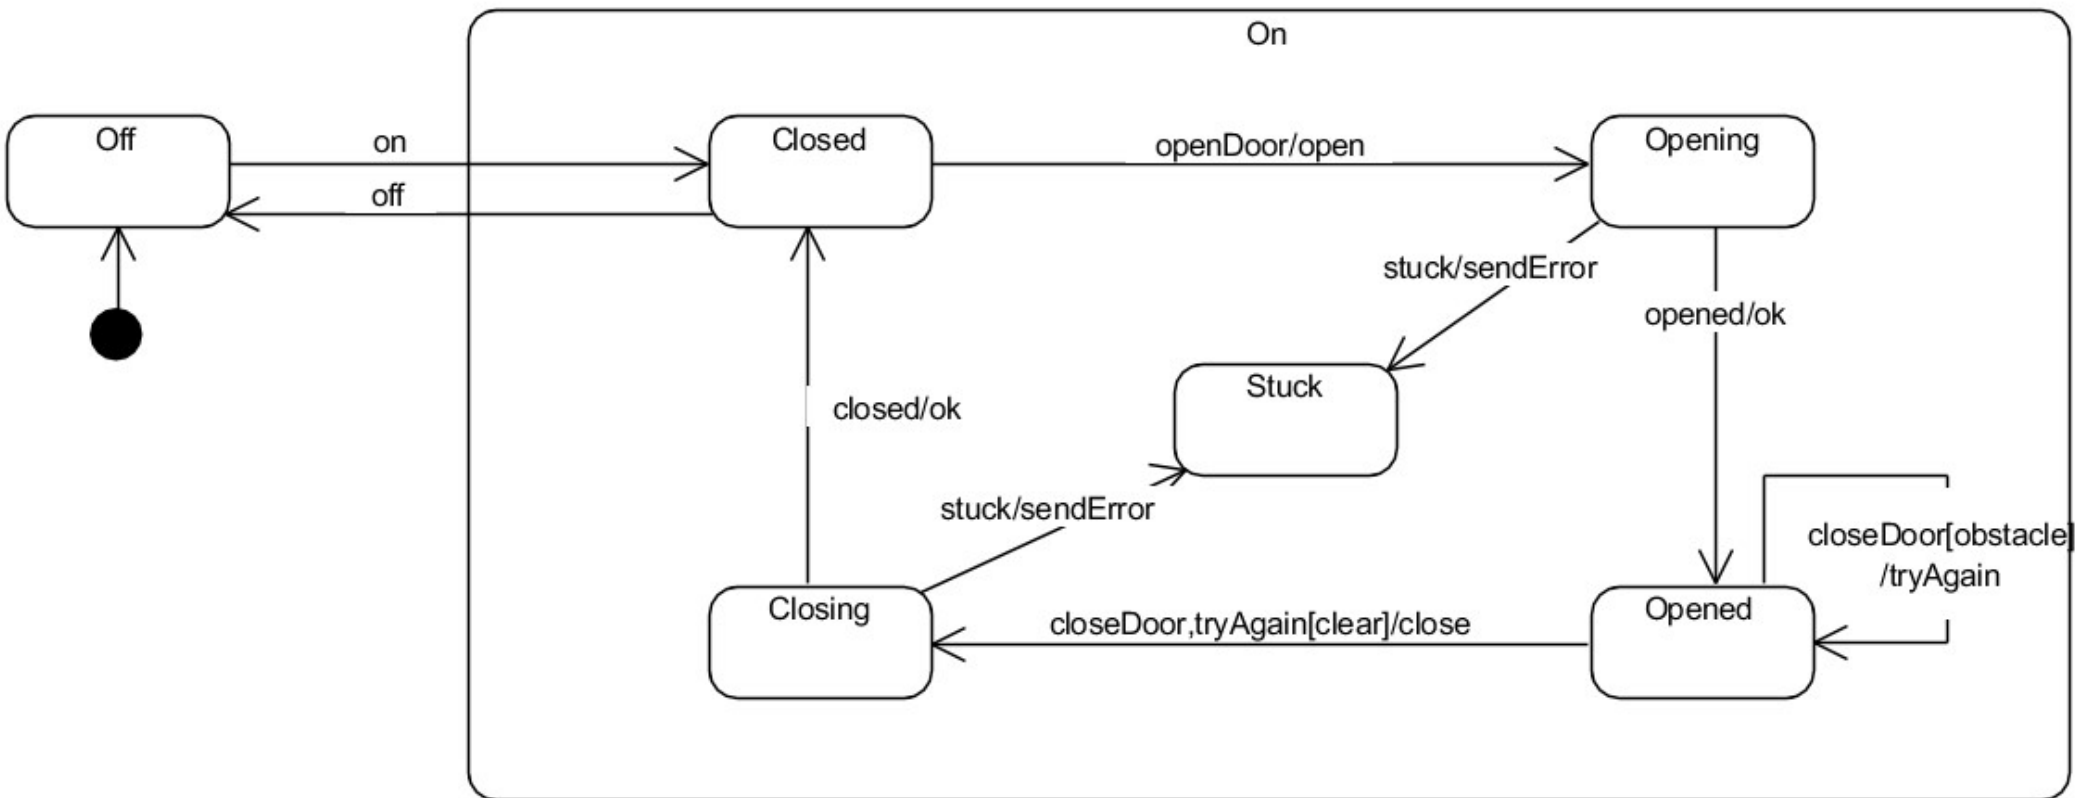 On
Off
on
Closed
openDoor/open
Opening
off
stuck/sendError
opened/ok
Stuck
closed/ok
stuck/sendError
closeDoor[obstacle]
/tryAgain
Closing
closeDoor,tryAgain[clear]/close
Opened